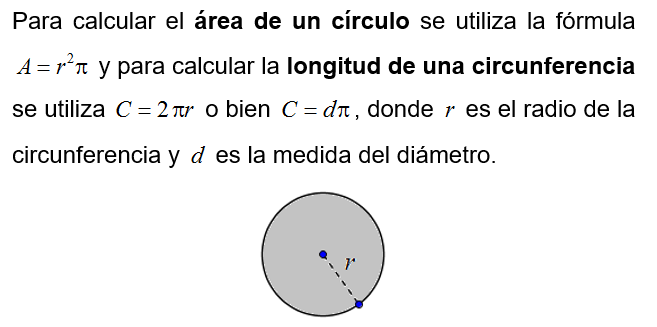 Para calcular el área de un círculo se utiliza la fórmula
A = r²π y para calcular la longitud de una circunferencia
se utiliza C = 2πr o bien C = dπ, donde r es el radio de la
circunferencia y d es la medida del diámetro.
r